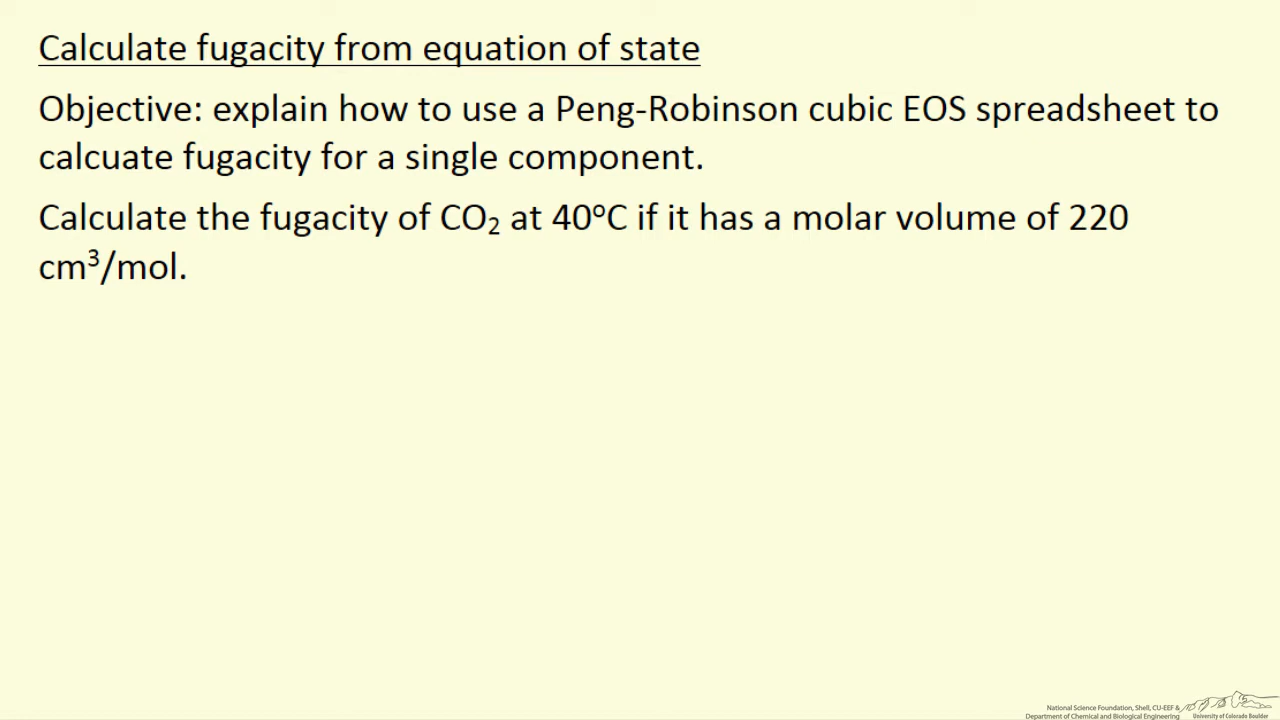 Calculate fugacity from equation of state
Objective: explain how to use a Peng-Robinson cubic EOS spreadsheet to
calcuate fugacity for a single component.
Calculate the fugacity of CO₂ at 40ºC if it has a molar volume of 220
cm³/mol.
National Science Foundation, Shell, CU-EEF &
Department of Chemical and Biological Engineering
University of Colorado Boulder